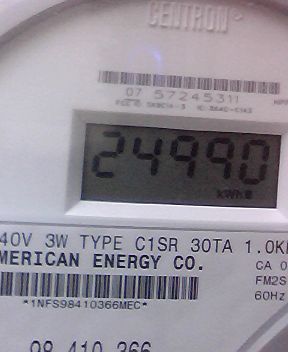 CENTRON
07 57245311
24990
kWh
40V 3W TYPE C1SR 30TA 1.0K
MERICAN ENERGY CO.
CA 0
FM2S
60Hz
*1NFS98410366MEC*
98 410 366